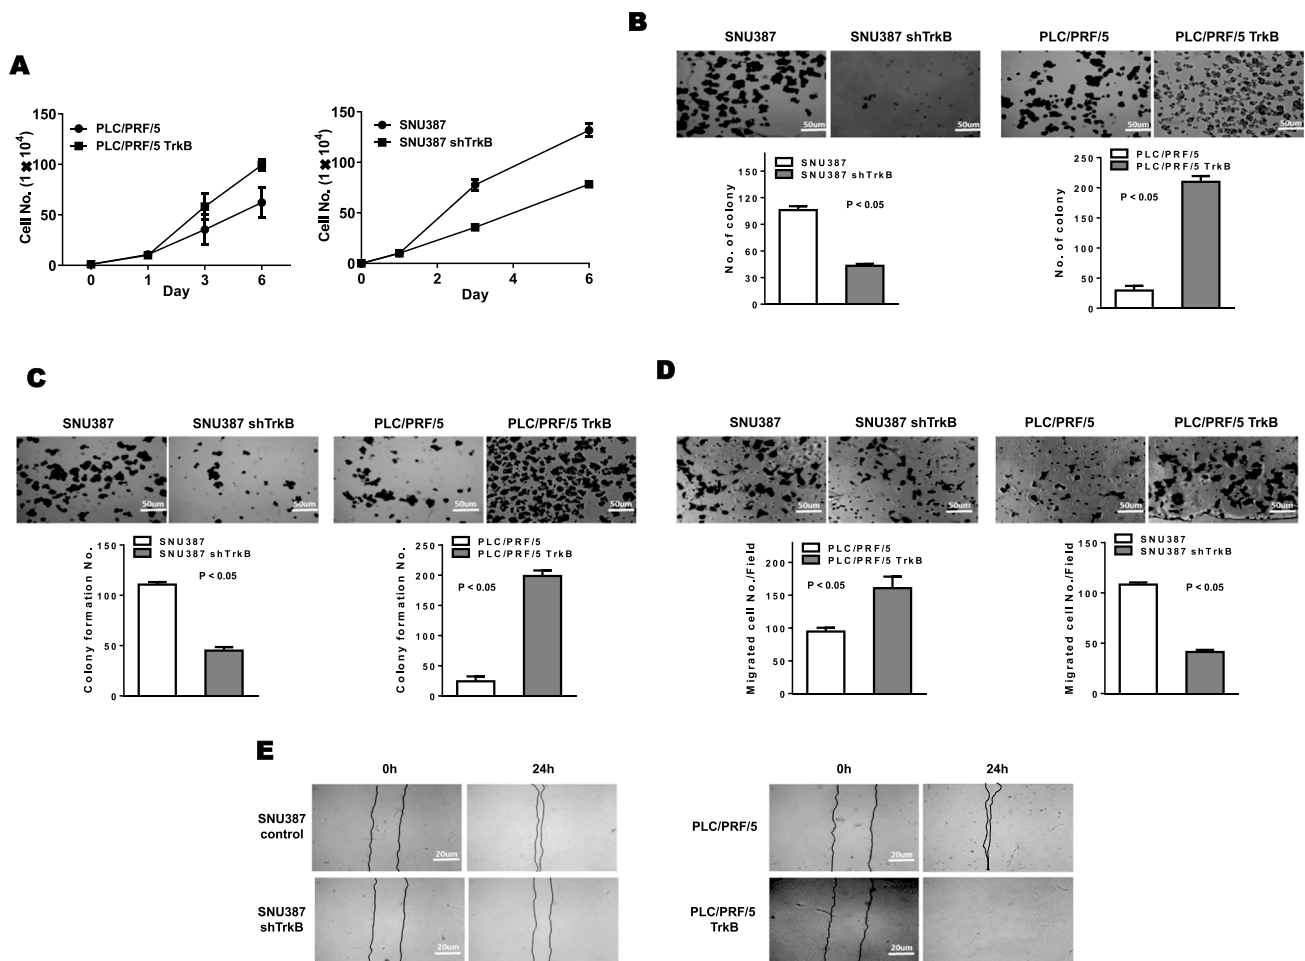 A
150
100
50
0
Cell No. (1✖10⁴)
PLC/PRF/5
PLC/PRF/5 TrkB
0 1 3 6
Day
150
100
50
0
Cell No. (1✖10⁴)
SNU387
SNU387 shTrkB
0 2 4 6
Day
B
SNU387 SNU387 shTrkB PLC/PRF/5 PLC/PRF/5 TrkB
50um 50um 50um 50um
SNU387
SNU387 shTrkB
P < 0.05
No. of colony
150
120
90
60
30
0
PLC/PRF/5
PLC/PRF/5 TrkB
P < 0.05
No. of colony
250
200
150
100
50
0
C
SNU387 SNU387 shTrkB PLC/PRF/5 PLC/PRF/5 TrkB
50um 50um 50um 50um
SNU387
SNU387 shTrkB
P < 0.05
Colony formation No.
150
100
50
0
PLC/PRF/5
PLC/PRF/5 TrkB
P < 0.05
Colony formation No.
250
200
150
100
50
0
D
SNU387 SNU387 shTrkB PLC/PRF/5 PLC/PRF/5 TrkB
50um 50um 50um 50um
PLC/PRF/5
PLC/PRF/5 TrkB
P < 0.05
Migrated cell No./Field
200
150
100
50
0
SNU387
SNU387 shTrkB
P < 0.05
Migrated cell No./Field
150
100
50
0
E
0h 24h
SNU387
control
20um
SNU387
shTrkB
20um
0h 24h
PLC/PRF/5
20um
PLC/PRF/5
TrkB
20um